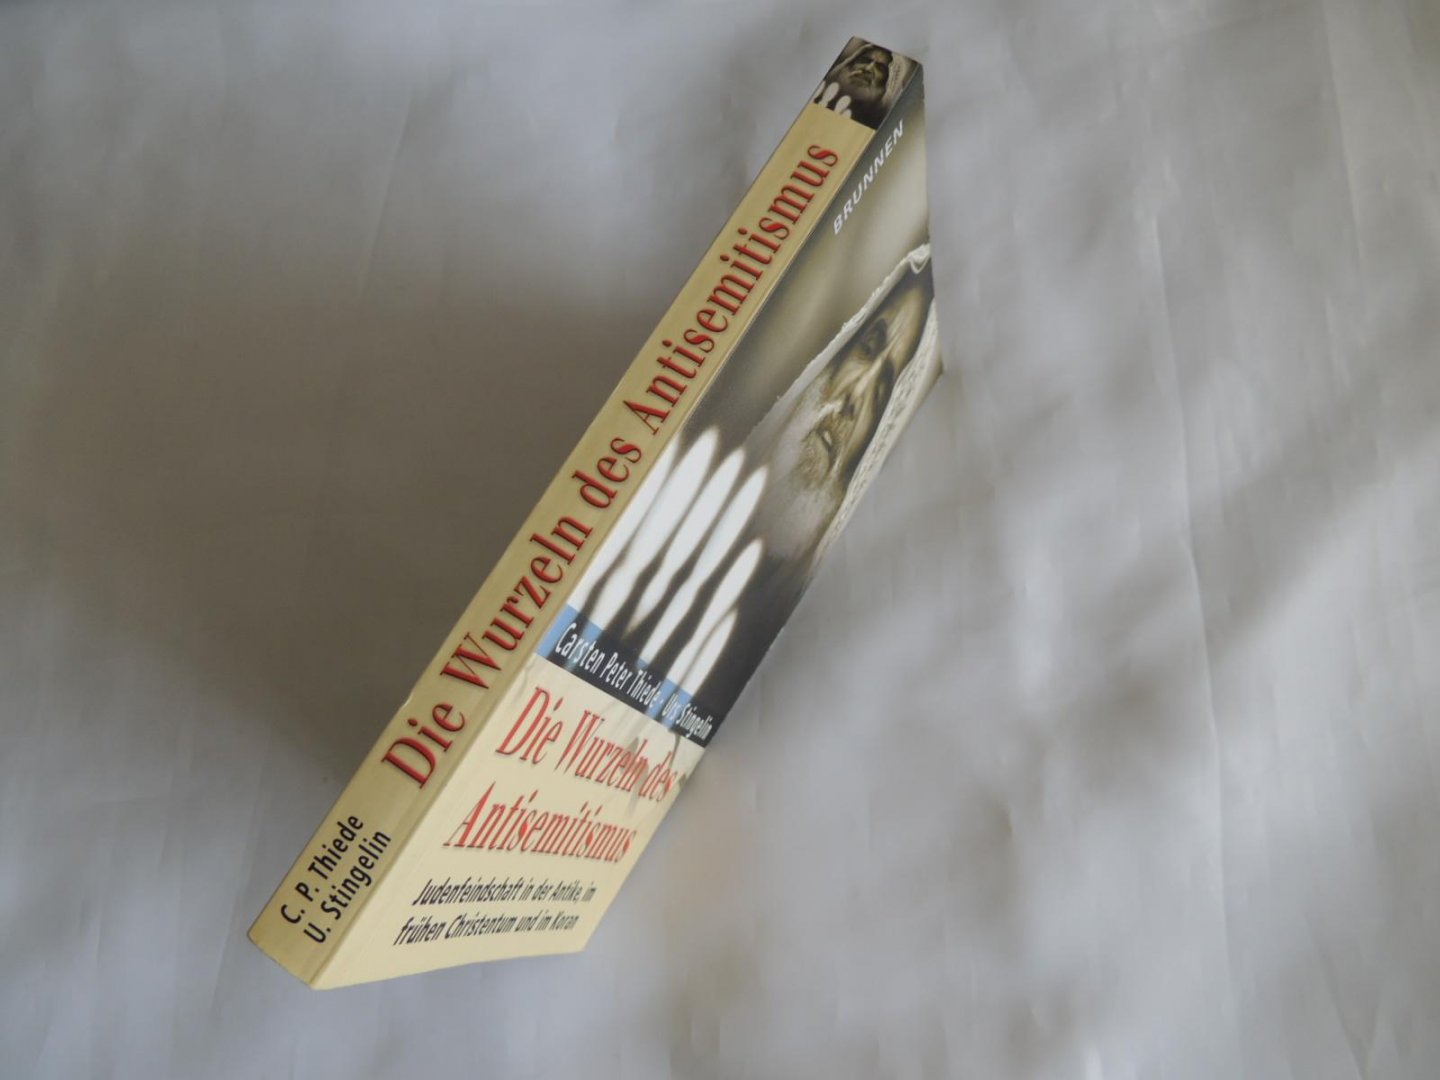 Die Wurzeln des Antisemitismus
C. P. Thiede
U. Stingelin
BRUNNEN
Carsten Peter Thiede · Urs Stingelin
Die Wurzeln des
Antisemitismus
Judenfeindschaft in der Antike, im
frühen Christentum und im Koran